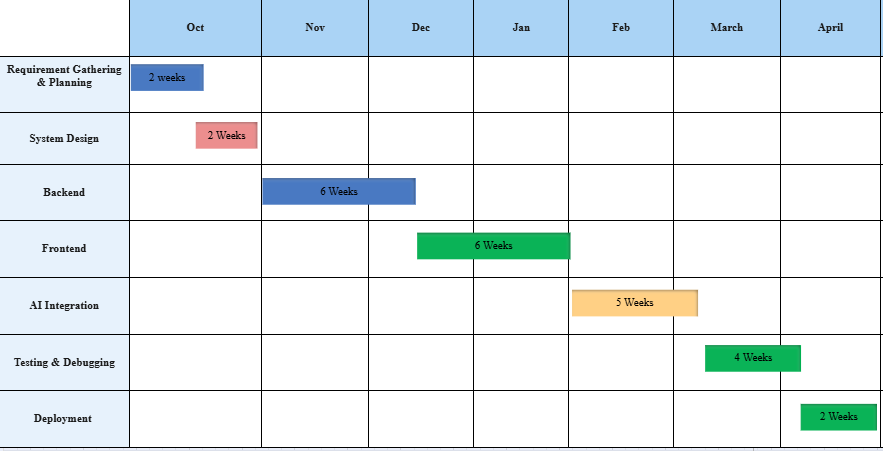 Oct
Nov
Dec
Jan
Feb
March
April
Requirement Gathering
& Planning
2 weeks
System Design
2 Weeks
Backend
6 Weeks
Frontend
6 Weeks
AI Integration
5 Weeks
Testing & Debugging
4 Weeks
Deployment
2 Weeks